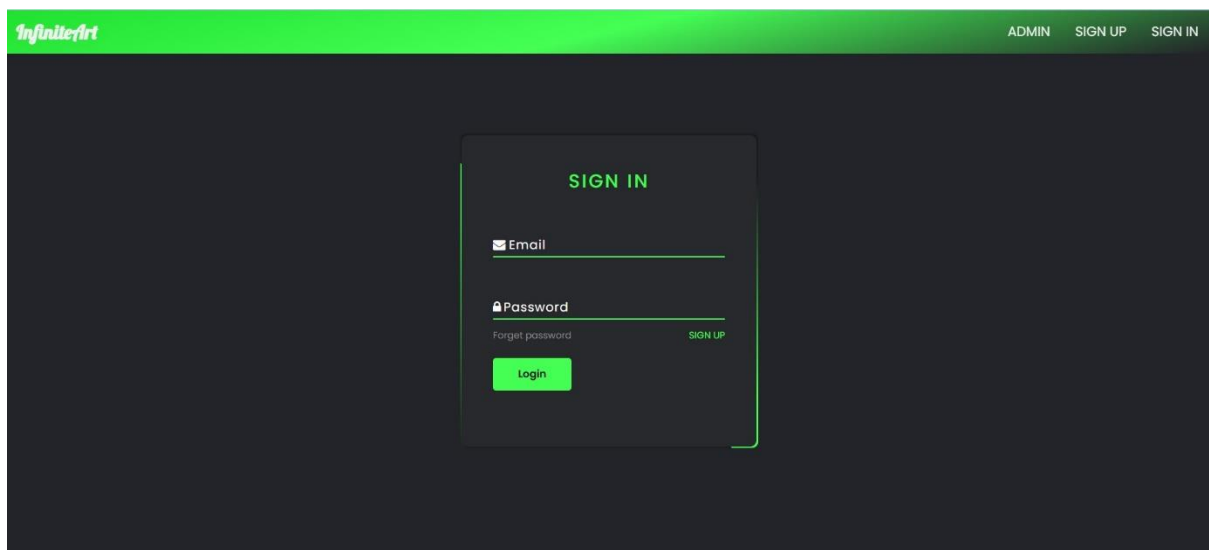 InfiniteArt
ADMIN SIGN UP SIGN IN
SIGN IN
Email
Password
Forget password SIGN UP
Login